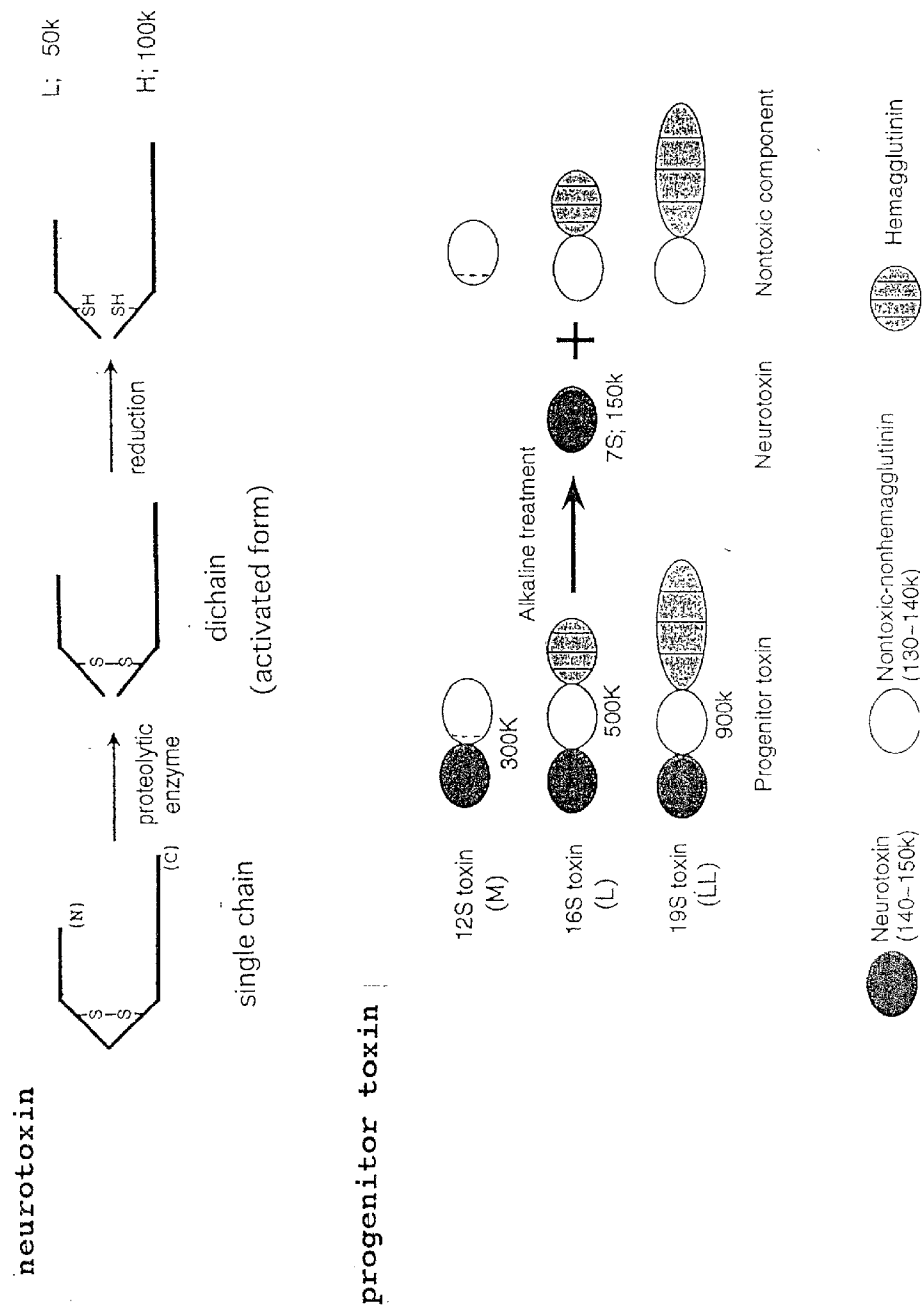 neurotoxin
(N)
S
S
(C)
single chain
proteolytic
enzyme
S
S
dichain
(activated form)
reduction
SH
SH
L; 50k
H; 100k
progenitor toxin
12S toxin
(M)
300K
16S toxin
(L)
500K
19S toxin
(LL)
900k
Progenitor toxin
Alkaline treatment
+
7S; 150k
Neurotoxin
Nontoxic component
Neurotoxin
(140–150k)
Nontoxic-nonhemagglutinin
(130–140k)
Hemagglutinin